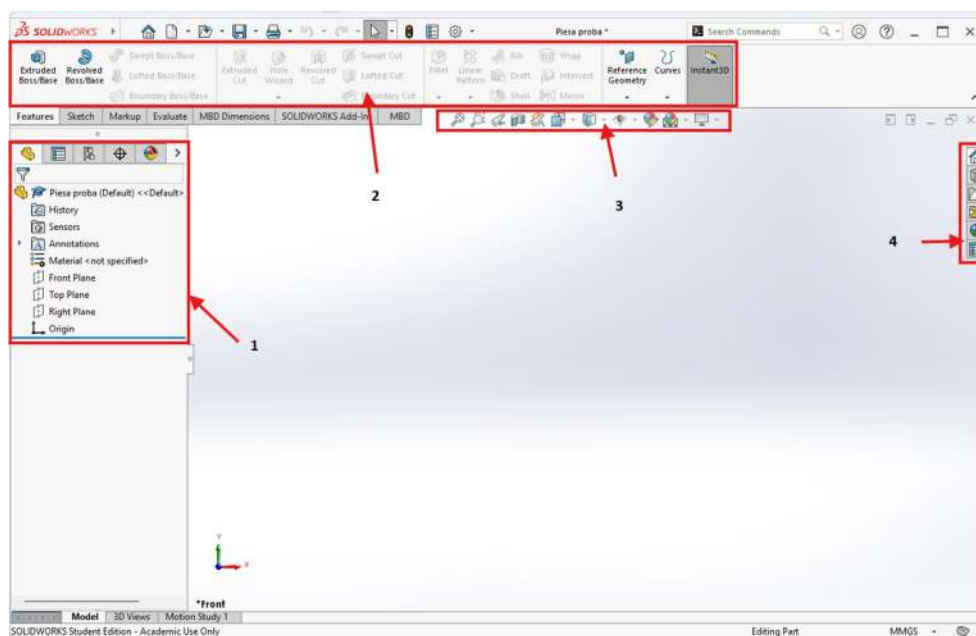 SOLIDWORKS
Piesa proba *
Search Commands
Extruded Boss/Base
Revolved Boss/Base
Swept Boss/Base
Lofted Boss/Base
Boundary Boss/Base
Extruded Cut
Hole Wizard
Revolved Cut
Swept Cut
Lofted Cut
Boundary Cut
Fillet
Linear Pattern
Rib
Draft
Shell
Wrap
Intersect
Mirror
Reference Geometry
Curves
Instant3D
Features Sketch Markup Evaluate MBD Dimensions SOLIDWORKS Add-In MBD
Piesa proba (Default) <<Default>
History
Sensors
Annotations
Material <not specified>
Front Plane
Top Plane
Right Plane
Origin
1
2
3
4
Y
X
*Front
Model 3D Views Motion Study 1
SOLIDWORKS Student Edition - Academic Use Only
Editing Part
MMGS